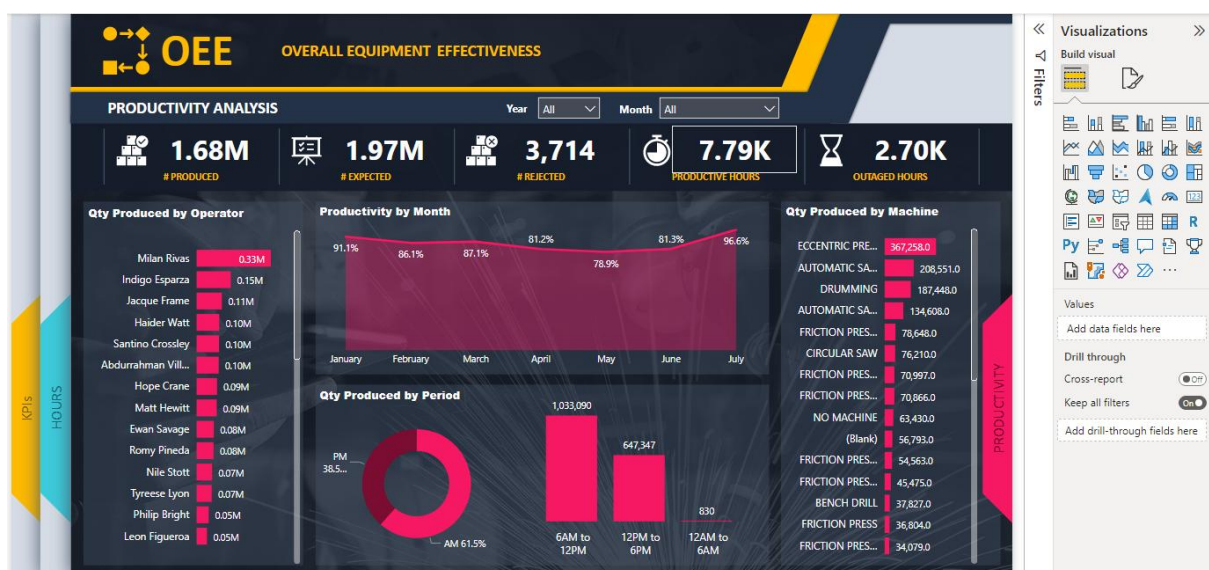 OEE
OVERALL EQUIPMENT EFFECTIVENESS
PRODUCTIVITY ANALYSIS
Year All
Month All
1.68M
# PRODUCED
1.97M
# EXPECTED
3,714
# REJECTED
7.79K
PRODUCTIVE HOURS
2.70K
OUTAGED HOURS
KPIs
HOURS
Qty Produced by Operator
Milan Rivas 0.33M
Indigo Esparza 0.15M
Jacque Frame 0.11M
Haider Watt 0.10M
Santino Crossley 0.10M
Abdurrahman Vill... 0.10M
Hope Crane 0.09M
Matt Hewitt 0.09M
Ewan Savage 0.08M
Romy Pineda 0.08M
Nile Stott 0.07M
Tyreese Lyon 0.07M
Philip Bright 0.05M
Leon Figueroa 0.05M
Productivity by Month
91.1% 86.1% 87.1% 81.2% 78.9% 81.3% 96.6%
January February March April May June July
Qty Produced by Period
PM
38.5...
AM 61.5%
1,033,090
647,347
830
6AM to 12PM
12PM to 6PM
12AM to 6AM
Qty Produced by Machine
ECCENTRIC PRE... 367,258.0
AUTOMATIC SA... 208,551.0
DRUMMING 187,448.0
AUTOMATIC SA... 134,608.0
FRICTION PRES... 78,648.0
CIRCULAR SAW 76,210.0
FRICTION PRES... 70,997.0
FRICTION PRES... 70,866.0
NO MACHINE 63,430.0
(Blank) 56,793.0
FRICTION PRES... 54,563.0
FRICTION PRES... 45,475.0
BENCH DRILL 37,827.0
FRICTION PRESS 36,804.0
FRICTION PRES... 34,079.0
PRODUCTIVITY
Filters
Visualizations
Build visual
123
R
Py
...
Values
Add data fields here
Drill through
Cross-report Off
Keep all filters On
Add drill-through fields here